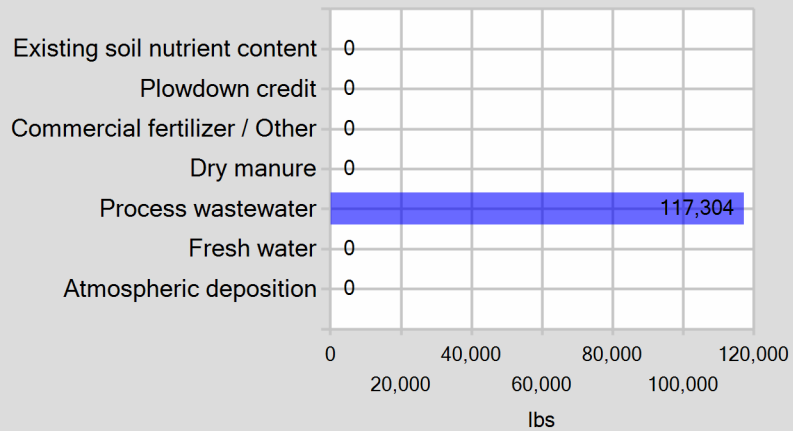 Existing soil nutrient content 0
Plowdown credit 0
Commercial fertilizer / Other 0
Dry manure 0
Process wastewater 117,304
Fresh water 0
Atmospheric deposition 0
0 40,000 80,000 120,000
20,000 60,000 100,000
lbs